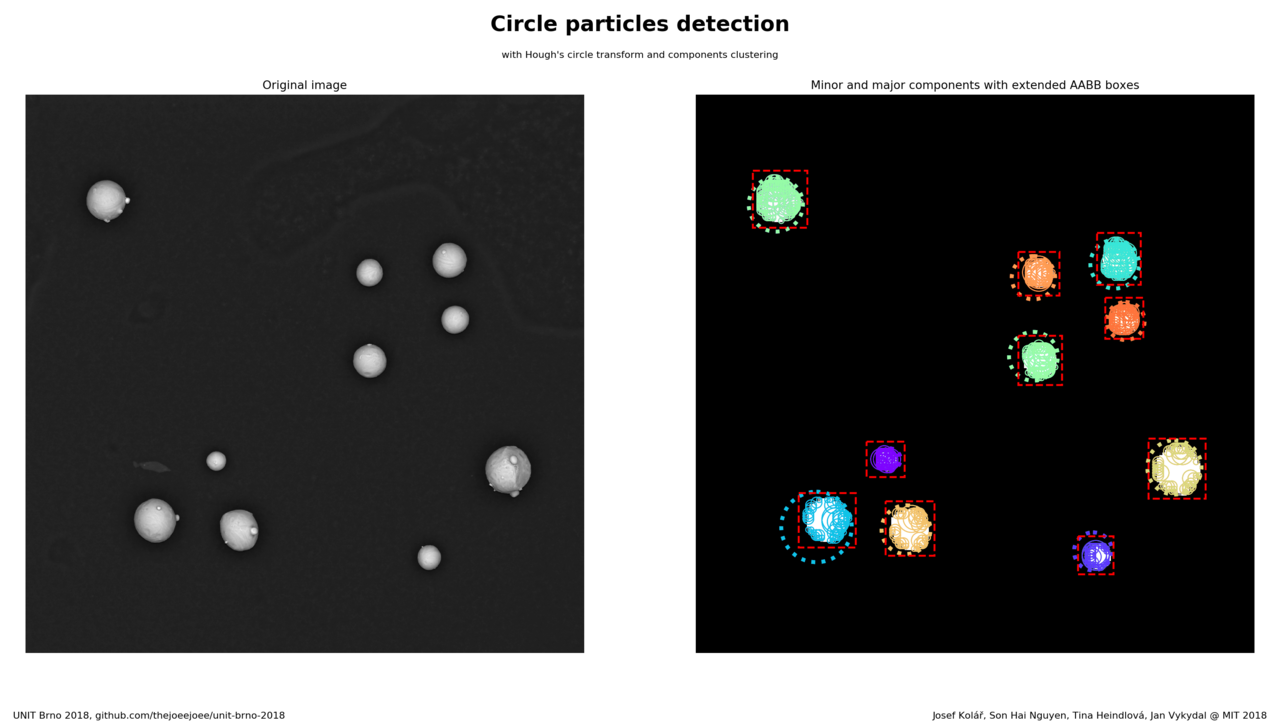 Circle particles detection
with Hough's circle transform and components clustering
Original image
Minor and major components with extended AABB boxes
UNIT Brno 2018, github.com/thejoeejoee/unit-brno-2018
Josef Kolář, Son Hai Nguyen, Tina Heindlová, Jan Vykydal @ MIT 2018